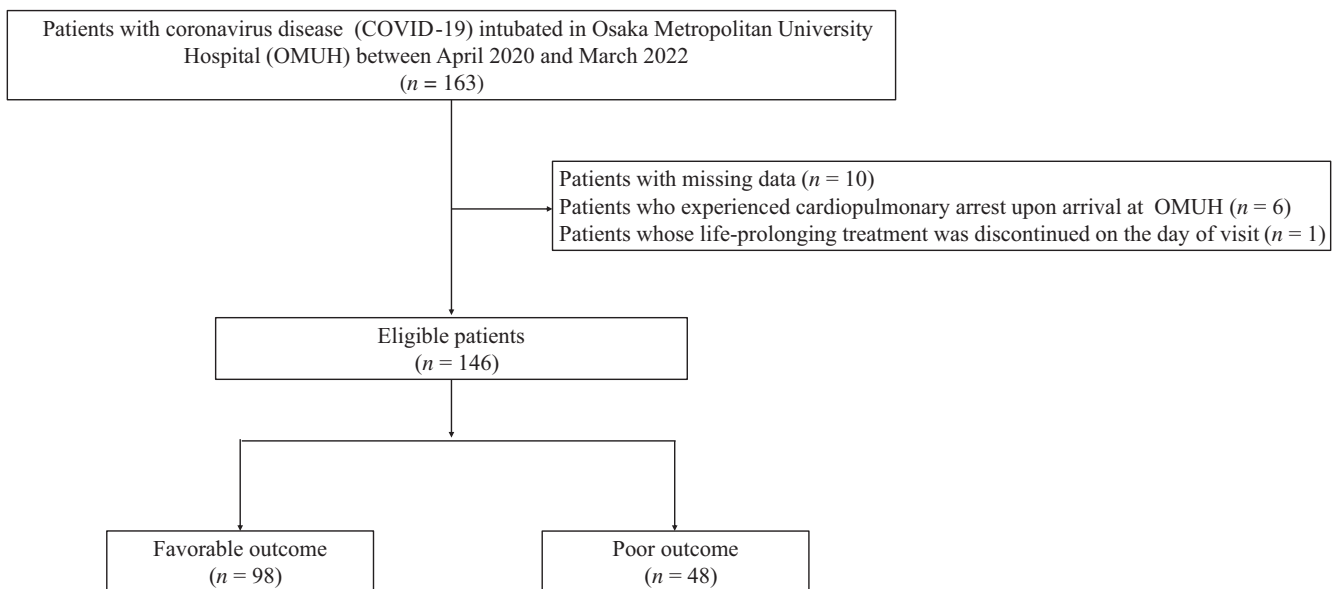 Patients with coronavirus disease (COVID-19) intubated in Osaka Metropolitan University
Hospital (OMUH) between April 2020 and March 2022
(n = 163)
Patients with missing data (n = 10)
Patients who experienced cardiopulmonary arrest upon arrival at OMUH (n = 6)
Patients whose life-prolonging treatment was discontinued on the day of visit (n = 1)
Eligible patients
(n = 146)
Favorable outcome
(n = 98)
Poor outcome
(n = 48)